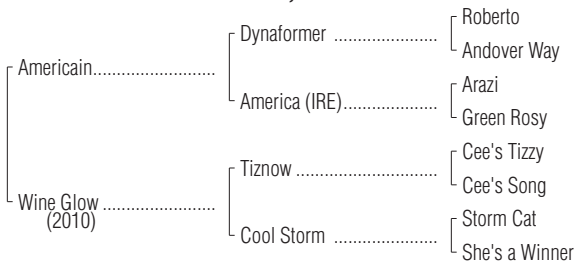 Roberto
Dynaformer ........................
Andover Way
Americain............................
Arazi
America (IRE)......................
Green Rosy
Cee's Tizzy
Tiznow .................................
Cee's Song
Wine Glow ..........................
(2010)
Storm Cat
Cool Storm ........................
She's a Winner